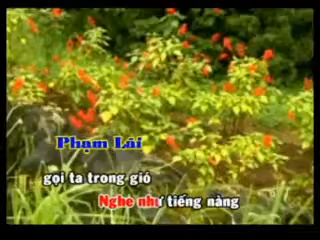 Phạm Lãi
gọi ta trong gió
Nghe như tiếng nàng